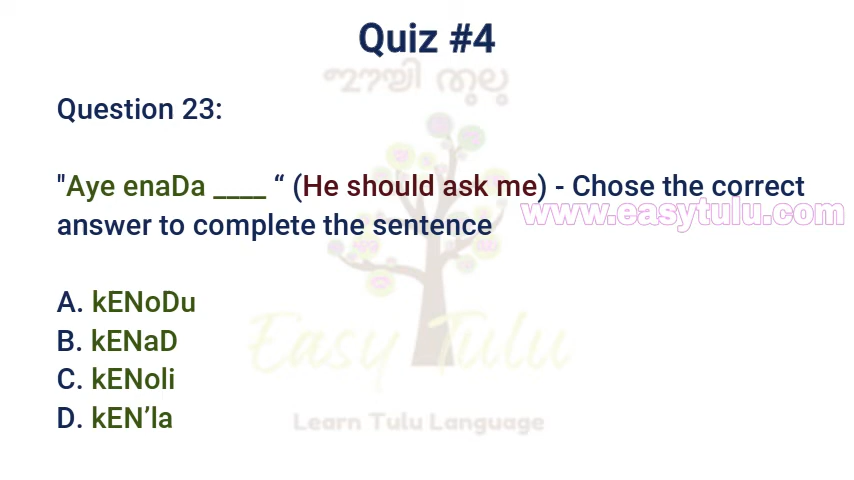 Quiz #4
Question 23:
"Aye enaDa ____ “ (He should ask me) - Chose the correct
www.easytulu.com
answer to complete the sentence
A. kENoDu
B. kENaD
C. kENoli
D. kEN’la
Easy Tulu
Learn Tulu Language